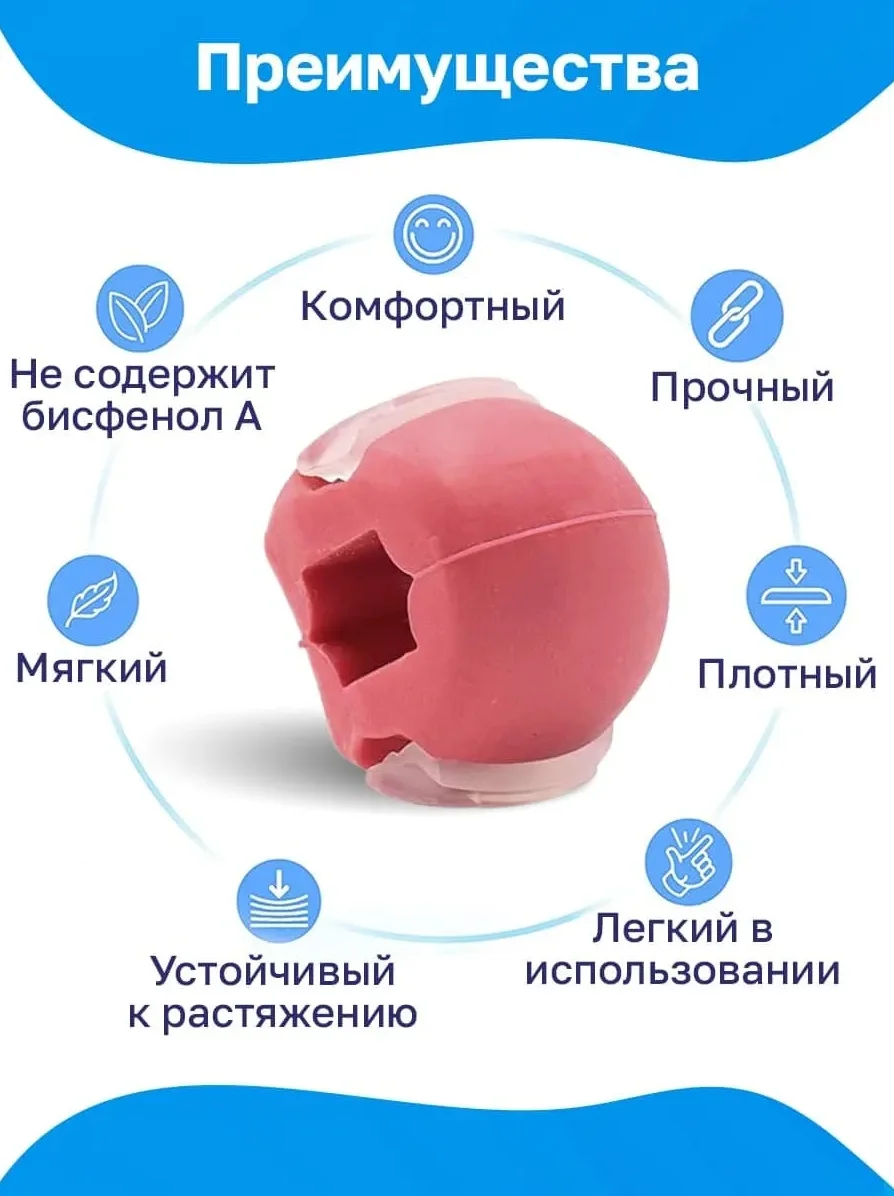 Преимущества
Комфортный
Не содержит
бисфенол А
Прочный
Мягкий
Плотный
Устойчивый
к растяжению
Легкий в
использовании